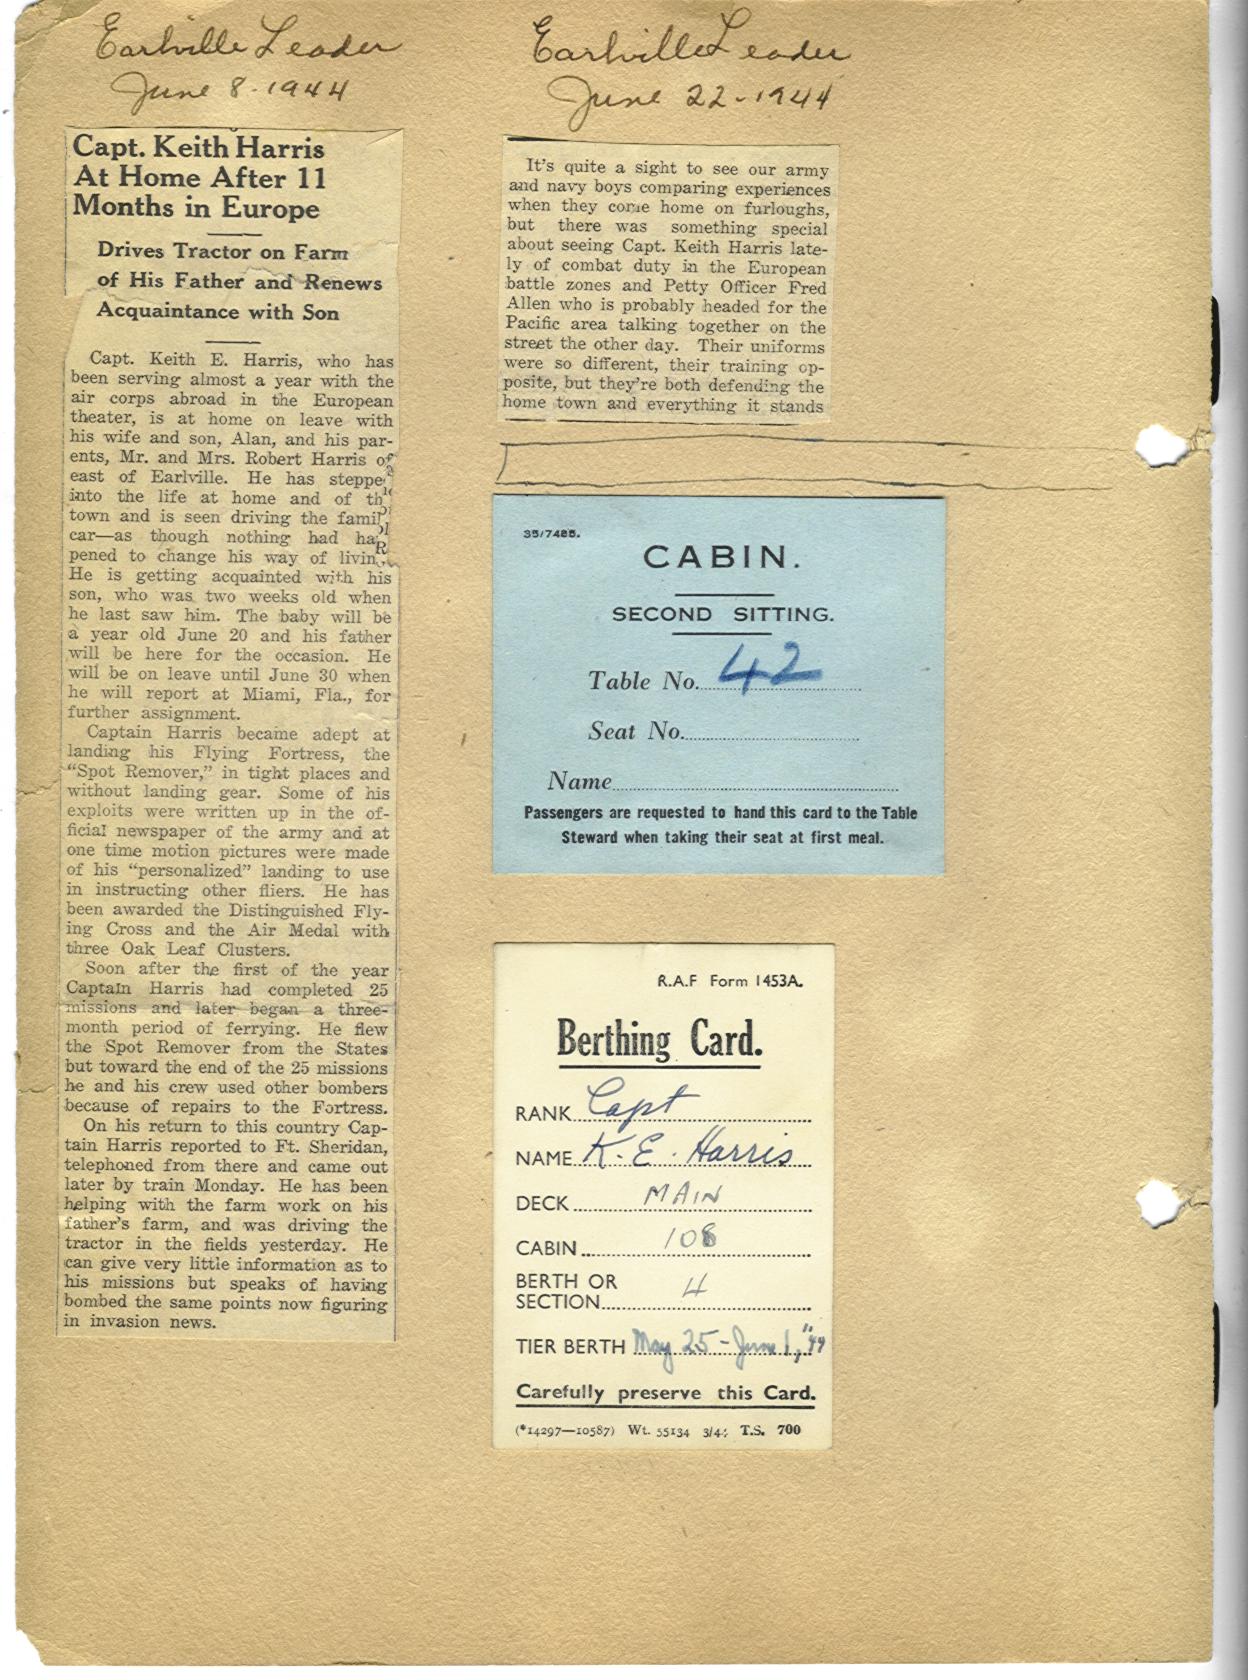 Earlville Leader
June 8-1944
Capt. Keith Harris
At Home After 11
Months in Europe
Drives Tractor on Farm
of His Father and Renews
Acquaintance with Son
Capt. Keith E. Harris, who has
been serving almost a year with the
air corps abroad in the European
theater, is at home on leave with
his wife and son, Alan, and his par-
ents, Mr. and Mrs. Robert Harris of
east of Earlville. He has steppe
into the life at home and of th
town and is seen driving the famil
car—as though nothing had hap
pened to change his way of livin
He is getting acquainted with his
son, who was two weeks old when
he last saw him. The baby will be
a year old June 20 and his father
will be here for the occasion. He
will be on leave until June 30 when
he will report at Miami, Fla., for
further assignment.
Captain Harris became adept at
landing his Flying Fortress, the
"Spot Remover," in tight places and
without landing gear. Some of his
exploits were written up in the of-
ficial newspaper of the army and at
one time motion pictures were made
of his "personalized" landing to use
in instructing other fliers. He has
been awarded the Distinguished Fly-
ing Cross and the Air Medal with
three Oak Leaf Clusters.
Soon after the first of the year
Captain Harris had completed 25
missions and later began a three-
month period of ferrying. He flew
the Spot Remover from the States
but toward the end of the 25 missions
he and his crew used other bombers
because of repairs to the Fortress.
On his return to this country Cap-
tain Harris reported to Ft. Sheridan,
telephoned from there and came out
later by train Monday. He has been
helping with the farm work on his
father's farm, and was driving the
tractor in the fields yesterday. He
can give very little information as to
his missions but speaks of having
bombed the same points now figuring
in invasion news.
Earlville Leader
June 22-1944
It's quite a sight to see our army
and navy boys comparing experiences
when they come home on furloughs,
but there was something special
about seeing Capt. Keith Harris late-
ly of combat duty in the European
battle zones and Petty Officer Fred
Allen who is probably headed for the
Pacific area talking together on the
street the other day. Their uniforms
were so different, their training op-
posite, but they're both defending the
home town and everything it stands
35/7485.
CABIN.
SECOND SITTING.
Table No. 42
Seat No.
Name
Passengers are requested to hand this card to the Table
Steward when taking their seat at first meal.
R.A.F Form 1453A.
Berthing Card.
RANK Capt
NAME K. E. Harris
DECK MAIN
CABIN 108
BERTH OR
SECTION 4
TIER BERTH May 25-June 1, "44
Carefully preserve this Card.
(*14297—10587) Wt. 55134 3/44 T.S. 700